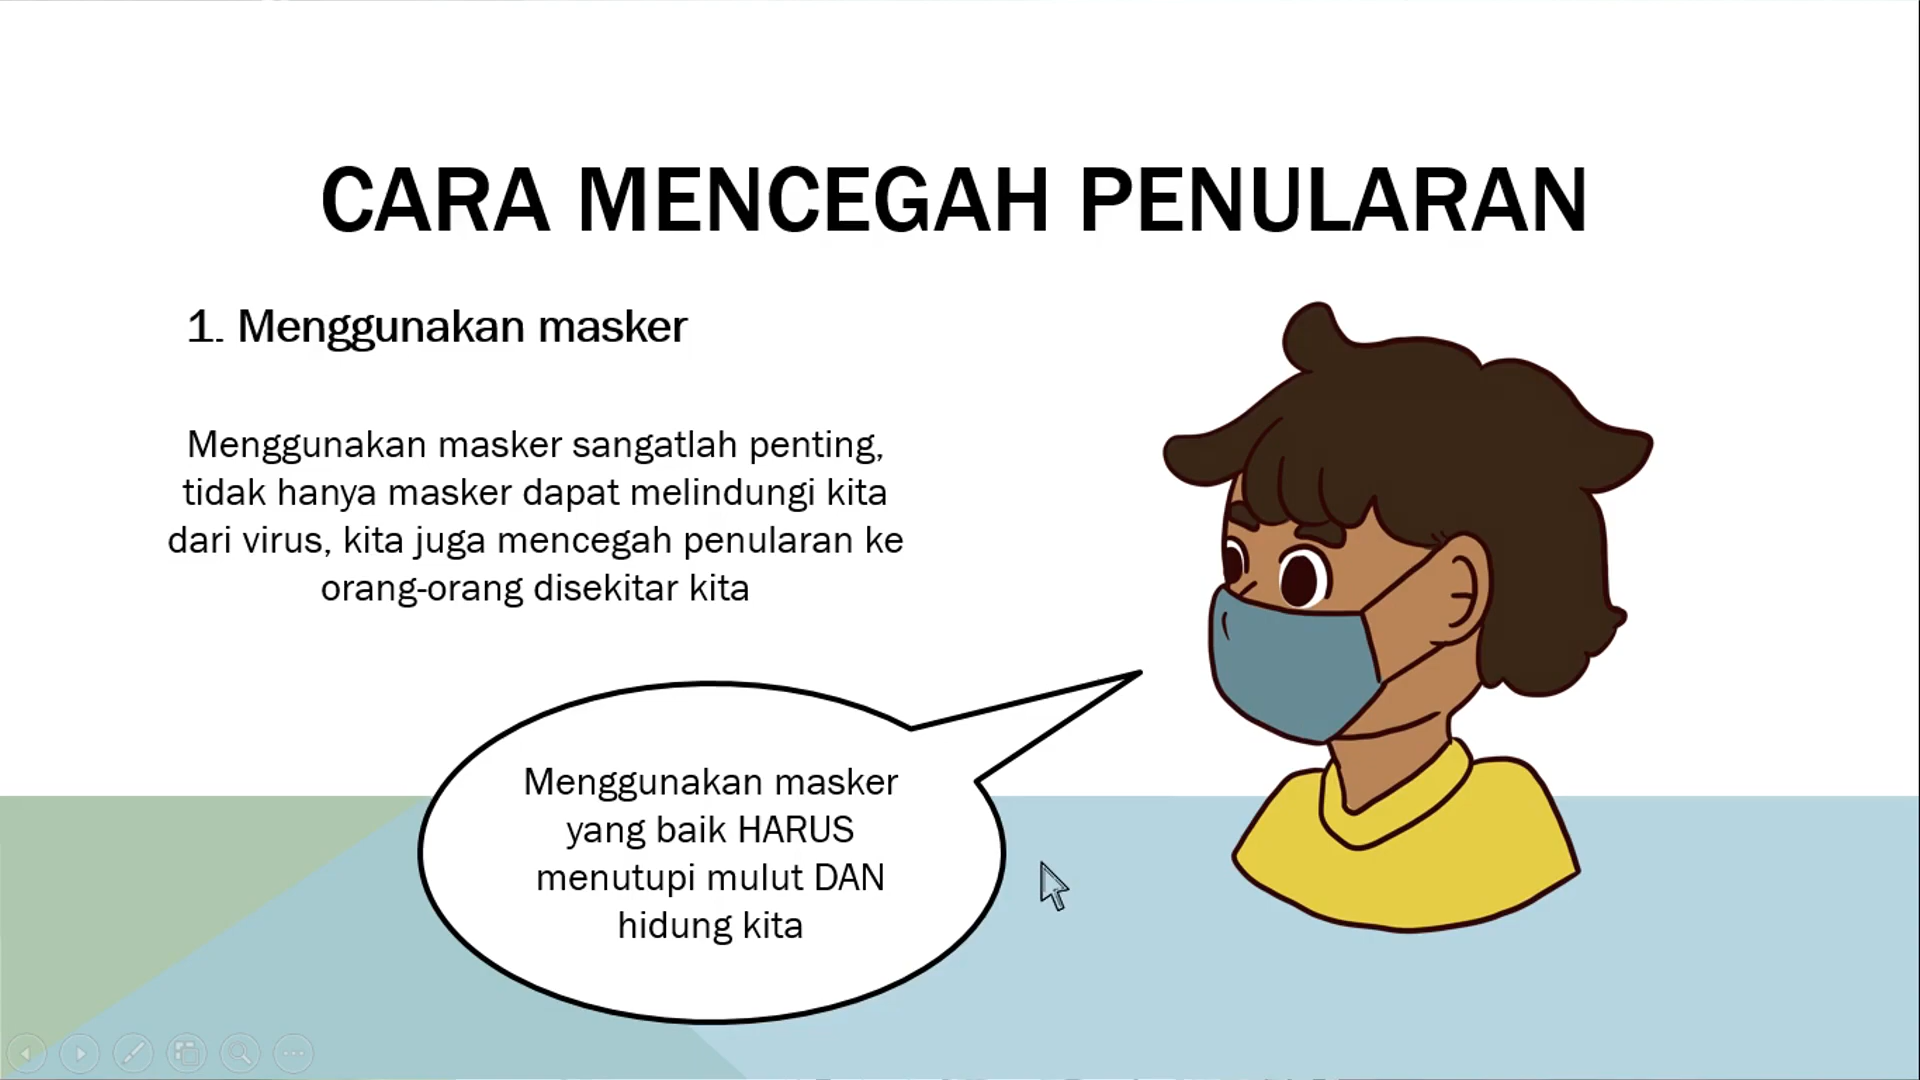 CARA MENCEGAH PENULARAN
1. Menggunakan masker
Menggunakan masker sangatlah penting,
tidak hanya masker dapat melindungi kita
dari virus, kita juga mencegah penularan ke
orang-orang disekitar kita
Menggunakan masker
yang baik HARUS
menutupi mulut DAN
hidung kita